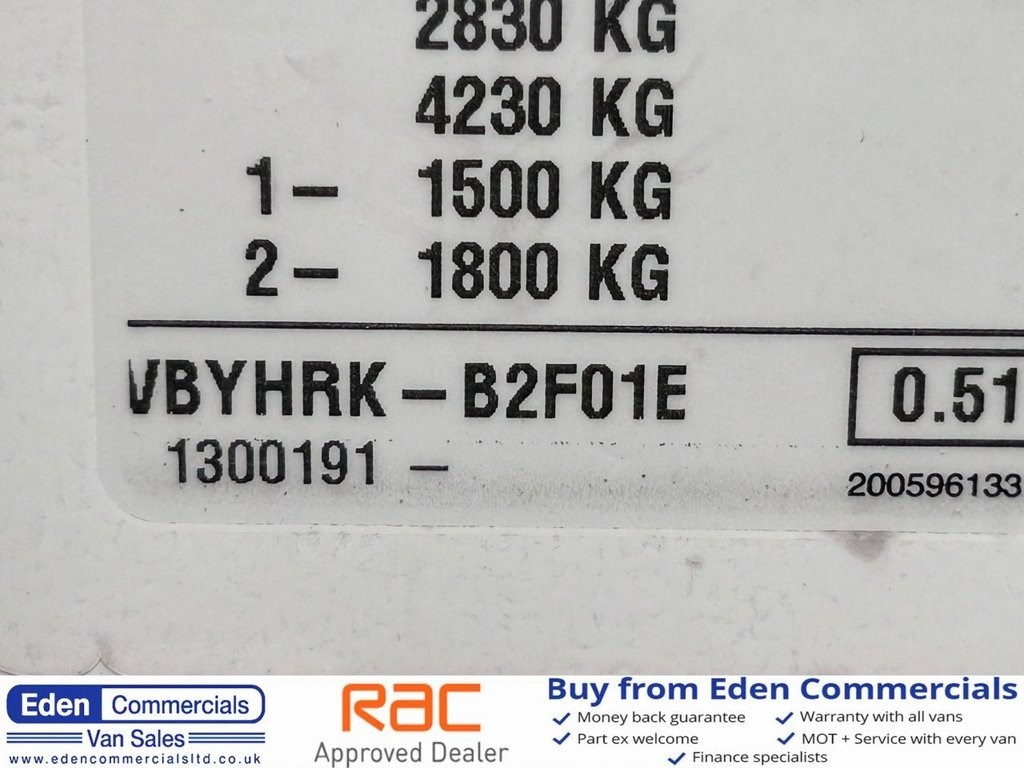 2830 KG
4230 KG
1- 1500 KG
2- 1800 KG
VBYHRK - B2F01E
0.51
1300191 -
200596133
Eden Commercials
Van Sales
www.edencommercialsltd.co.uk
RAC
Approved Dealer
Buy from Eden Commercials
Money back guarantee
Warranty with all vans
Part ex welcome
MOT + Service with every van
Finance specialists